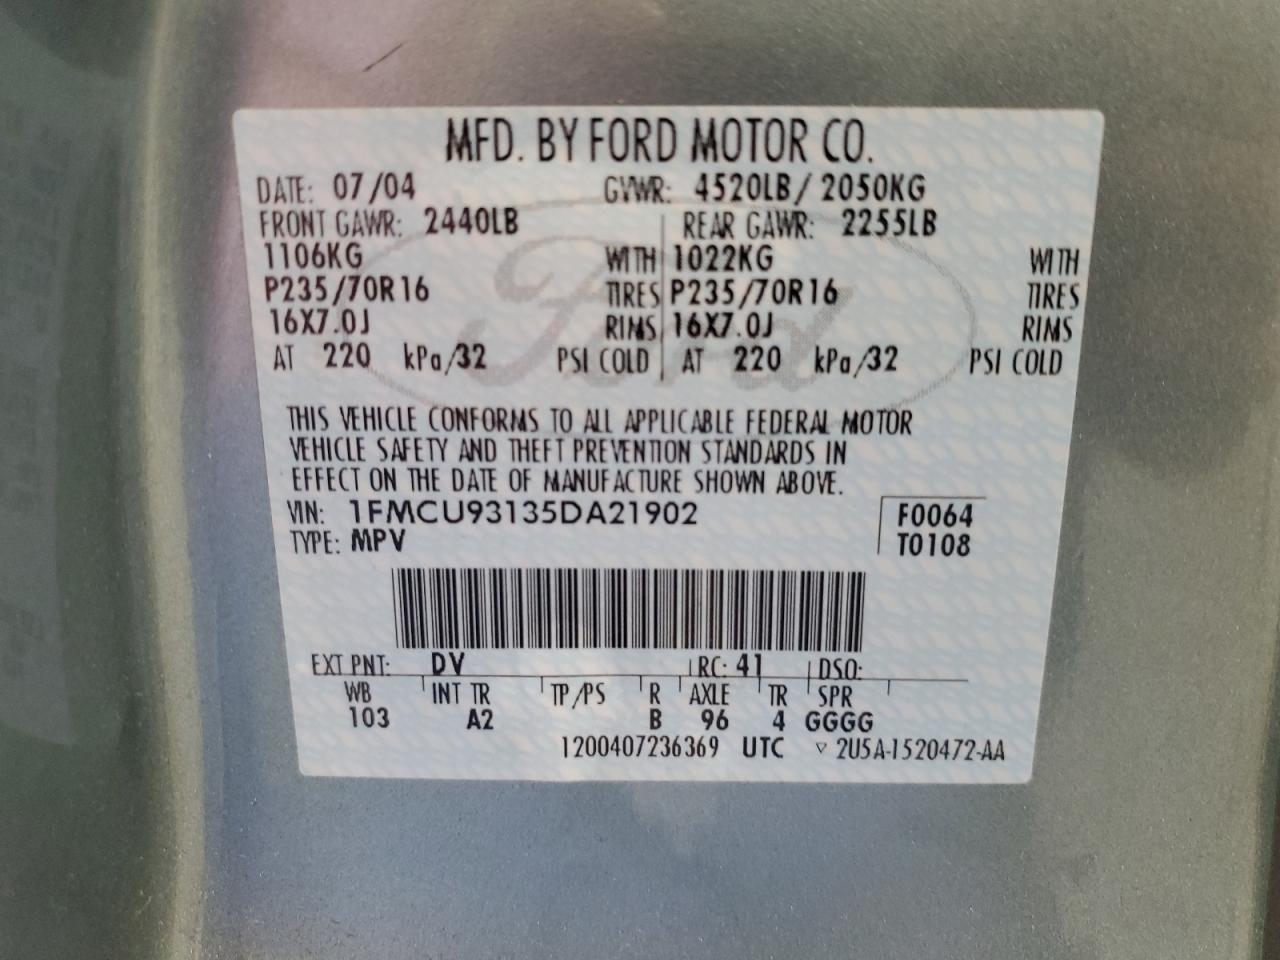 MFD. BY FORD MOTOR CO.
DATE: 07/04 GVWR: 4520LB/ 2050KG
FRONT GAWR: 2440LB REAR GAWR: 2255LB
1106KG WITH 1022KG WITH
P235/70R16 TIRES P235/70R16 TIRES
16X7.0J RIMS 16X7.0J RIMS
AT 220 kPa/32 PSI COLD AT 220 kPa/32 PSI COLD
Ford
THIS VEHICLE CONFORMS TO ALL APPLICABLE FEDERAL MOTOR
VEHICLE SAFETY AND THEFT PREVENTION STANDARDS IN
EFFECT ON THE DATE OF MANUFACTURE SHOWN ABOVE.
VIN: 1FMCU93135DA21902 F0064
TYPE: MPV T0108
EXT PNT: DV RC: 41 DSO:
WB INT TR TP/PS R AXLE TR SPR
103 A2 B 96 4 GGGG
1200407236369 UTC ▽ 2U5A-1520472-AA